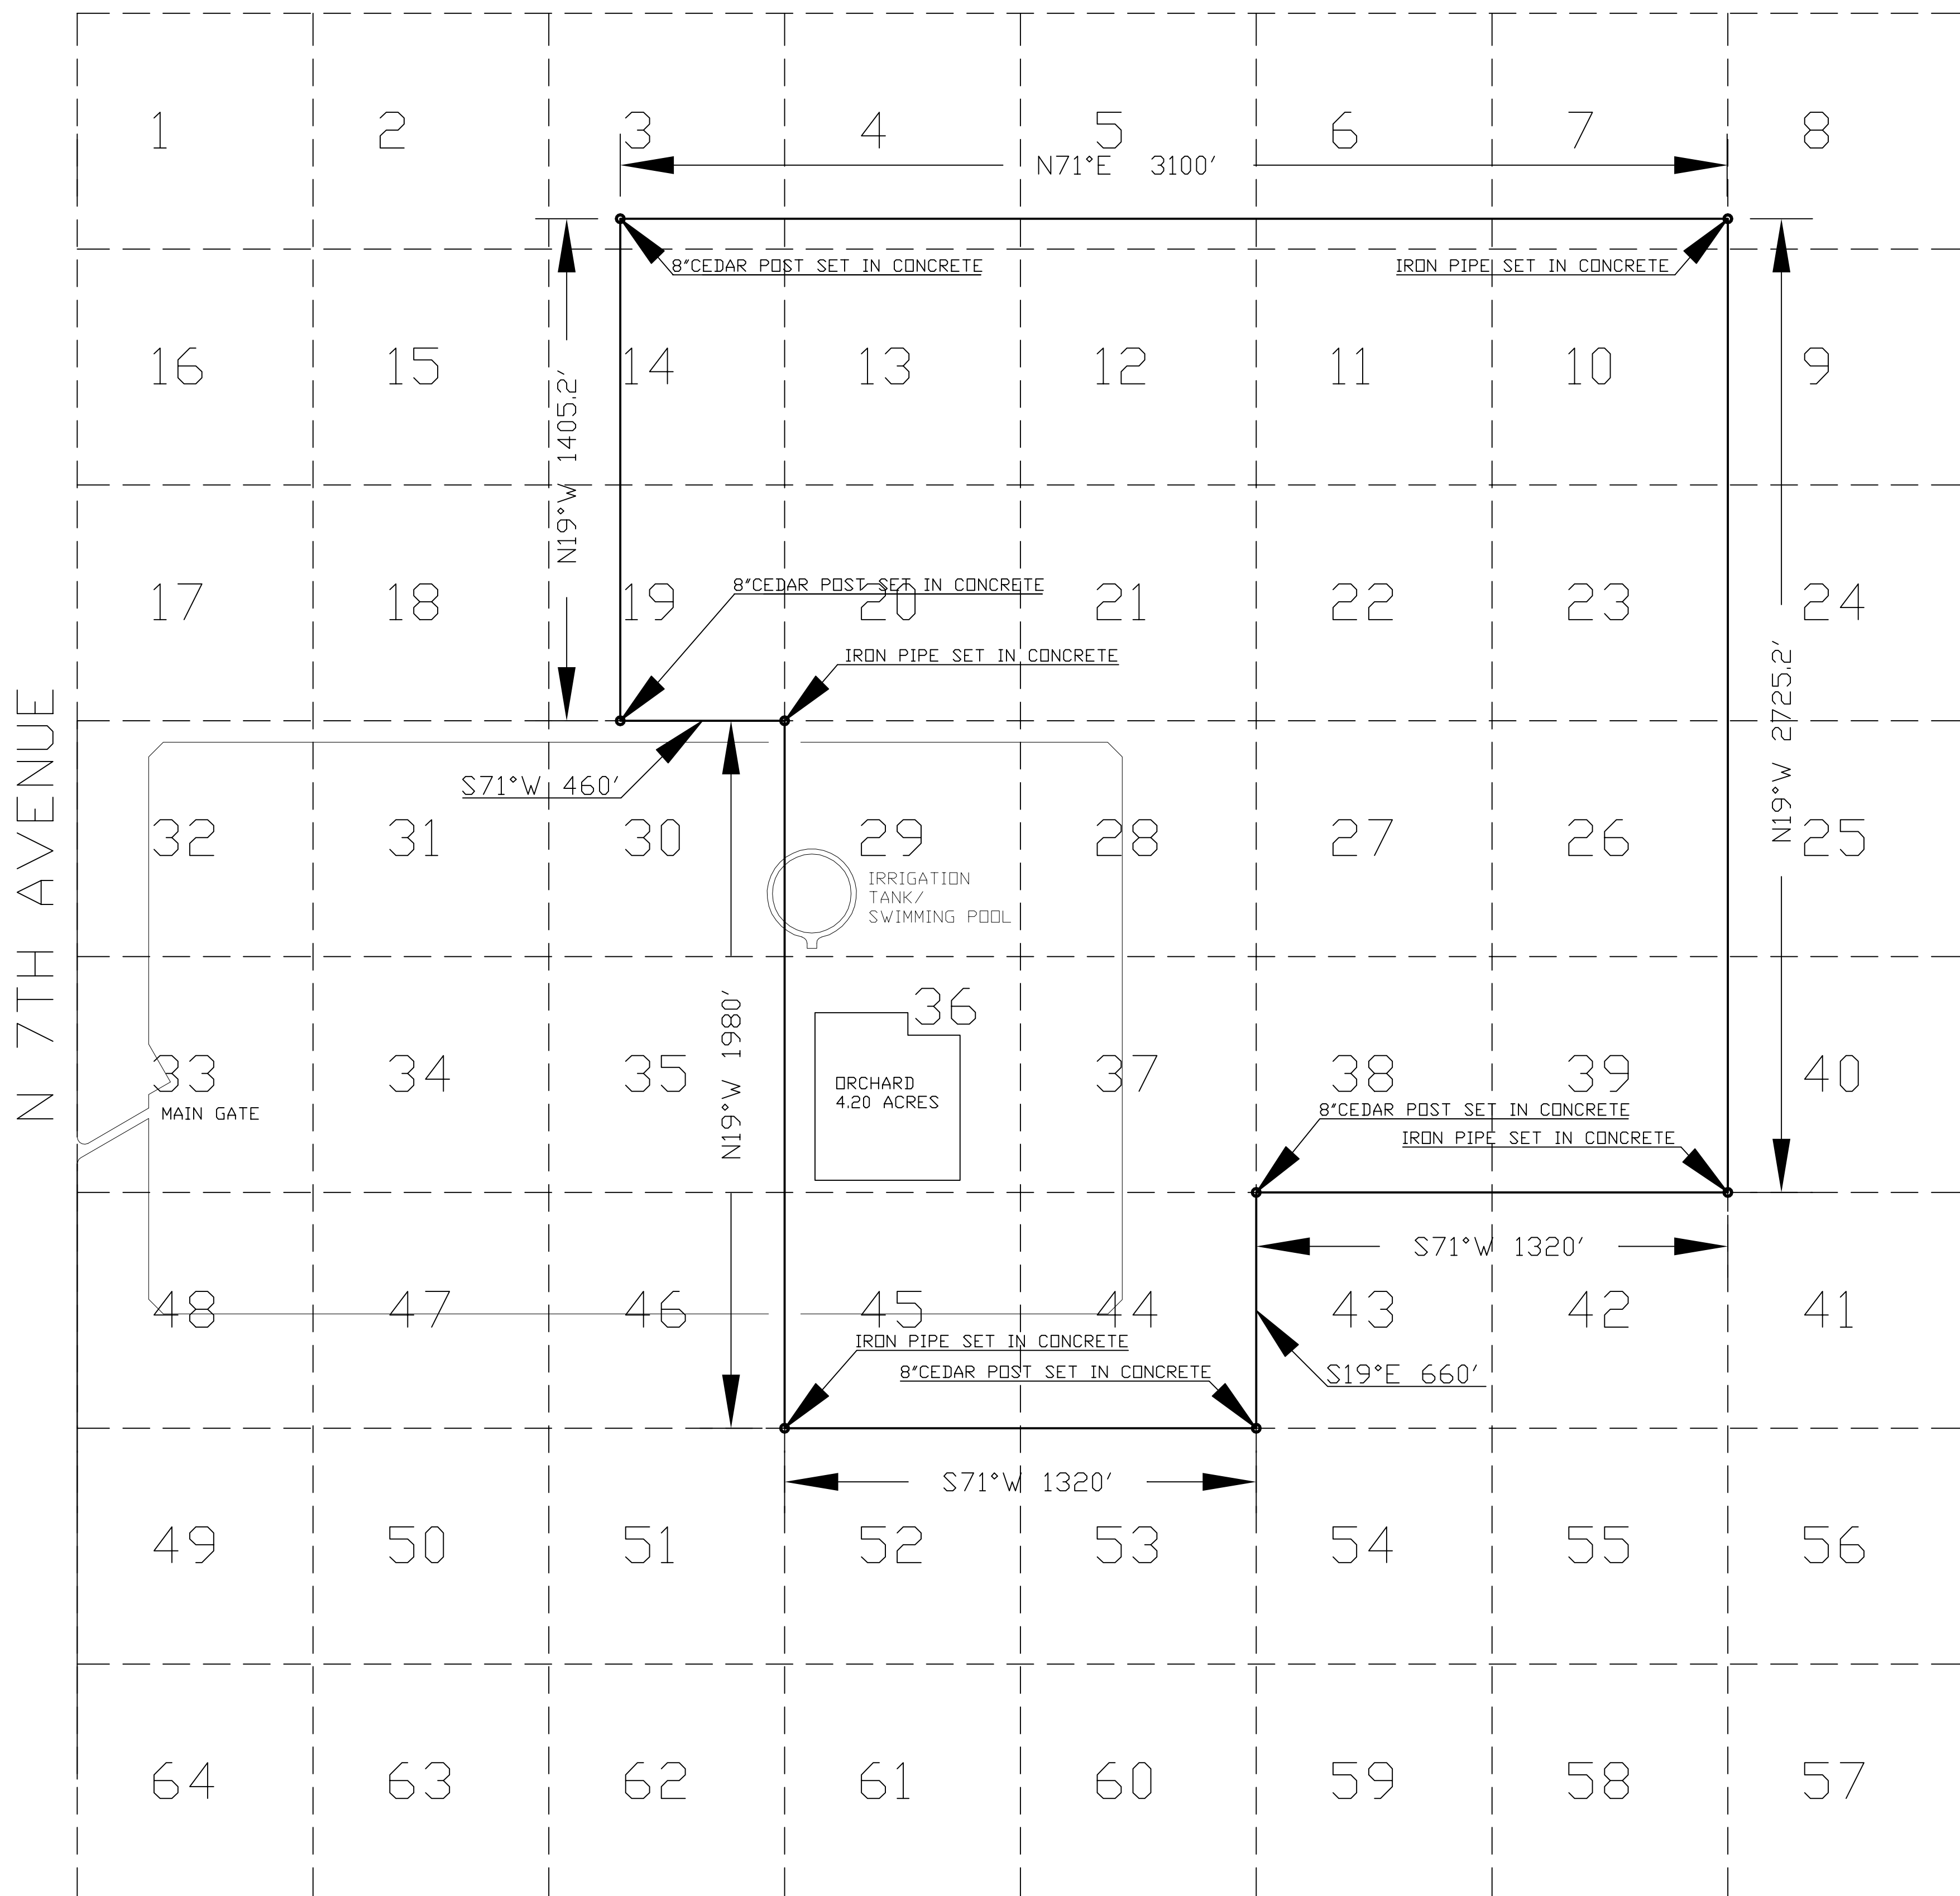 1 2 3 4 5 6 7 8
N71°E 3100'
8"CEDAR POST SET IN CONCRETE
IRON PIPE SET IN CONCRETE
16 15 14 13 12 11 10 9
N19°W 1405.2'
8"CEDAR POST SET IN CONCRETE
17 18 19 20 21 22 23 24
IRON PIPE SET IN CONCRETE
N19°W 2725.2'
S71°W 460'
N 7TH AVENUE
32 31 30 29 28 27 26 25
IRRIGATION
TANK/
SWIMMING POOL
36
N19°W 1980'
33 34 35 37 38 39 40
ORCHARD
4.20 ACRES
MAIN GATE
8"CEDAR POST SET IN CONCRETE
IRON PIPE SET IN CONCRETE
S71°W 1320'
48 47 46 45 44 43 42 41
IRON PIPE SET IN CONCRETE
8"CEDAR POST SET IN CONCRETE
S19°E 660'
S71°W 1320'
49 50 51 52 53 54 55 56
64 63 62 61 60 59 58 57